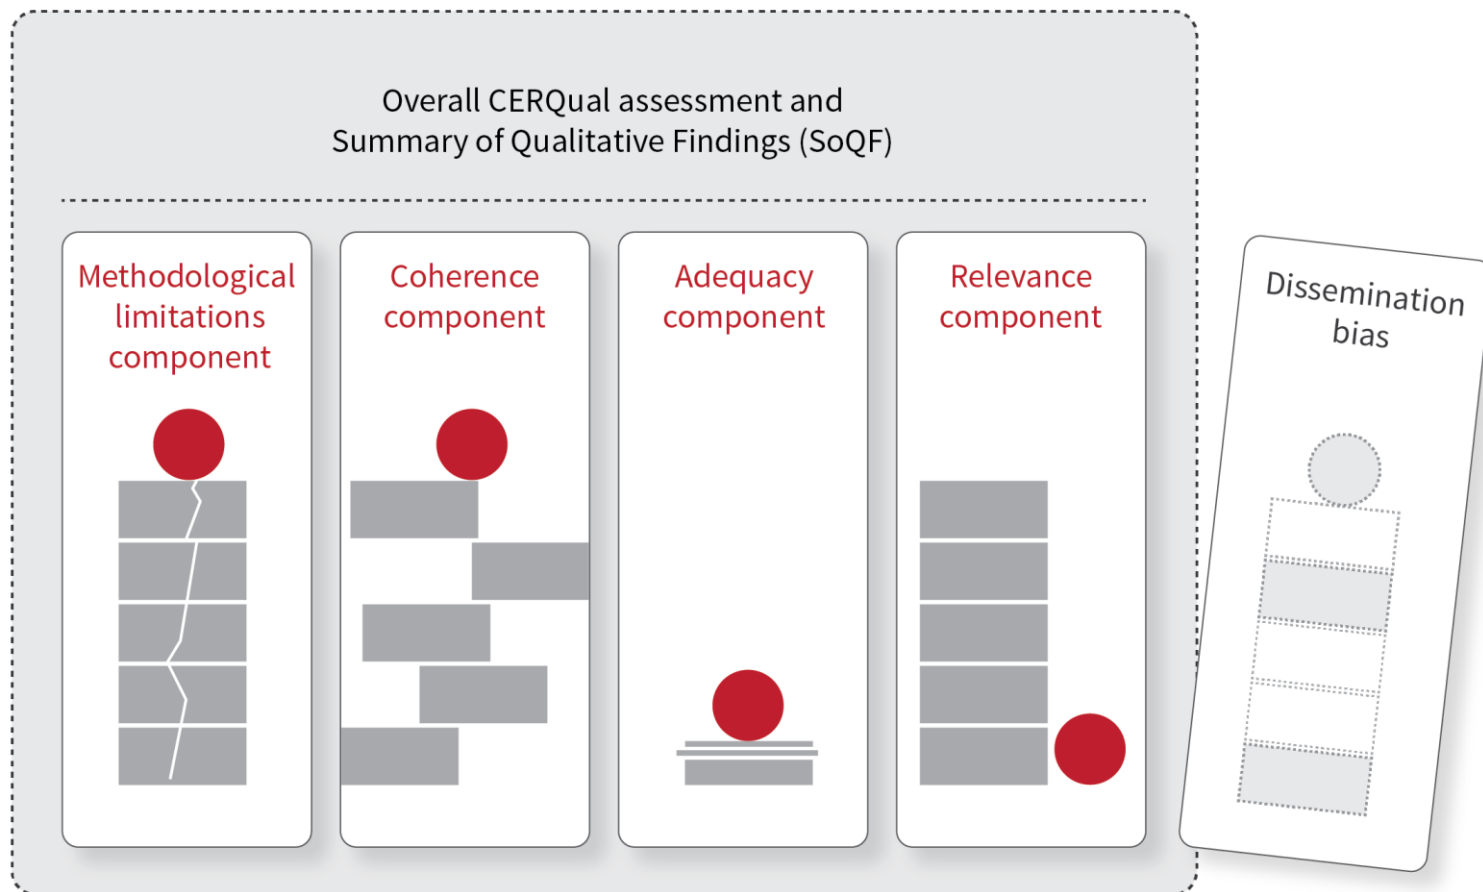 Overall CERQual assessment and
Summary of Qualitative Findings (SoQF)
Methodological
limitations
component
Coherence
component
Adequacy
component
Relevance
component
Dissemination
bias